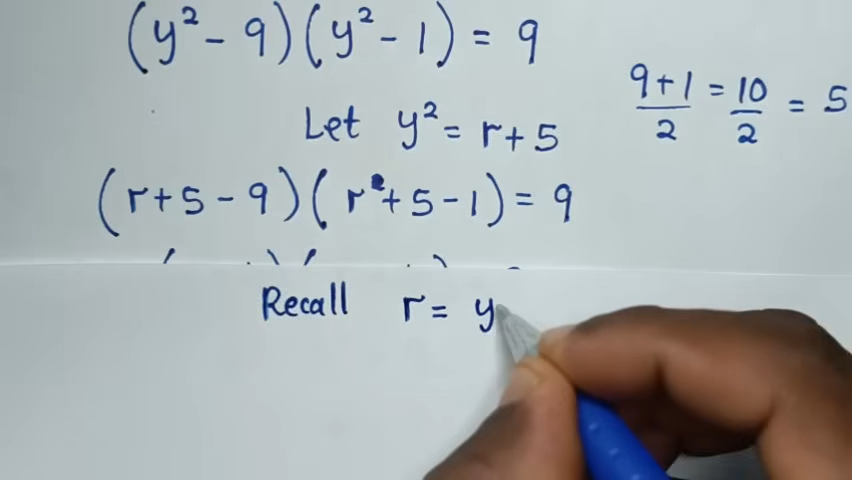 (y² - 9)(y² - 1) = 9
9+1/2 = 10/2 = 5
Let y² = r+5
(r+5-9)(r²+5-1) = 9
Recall r = y